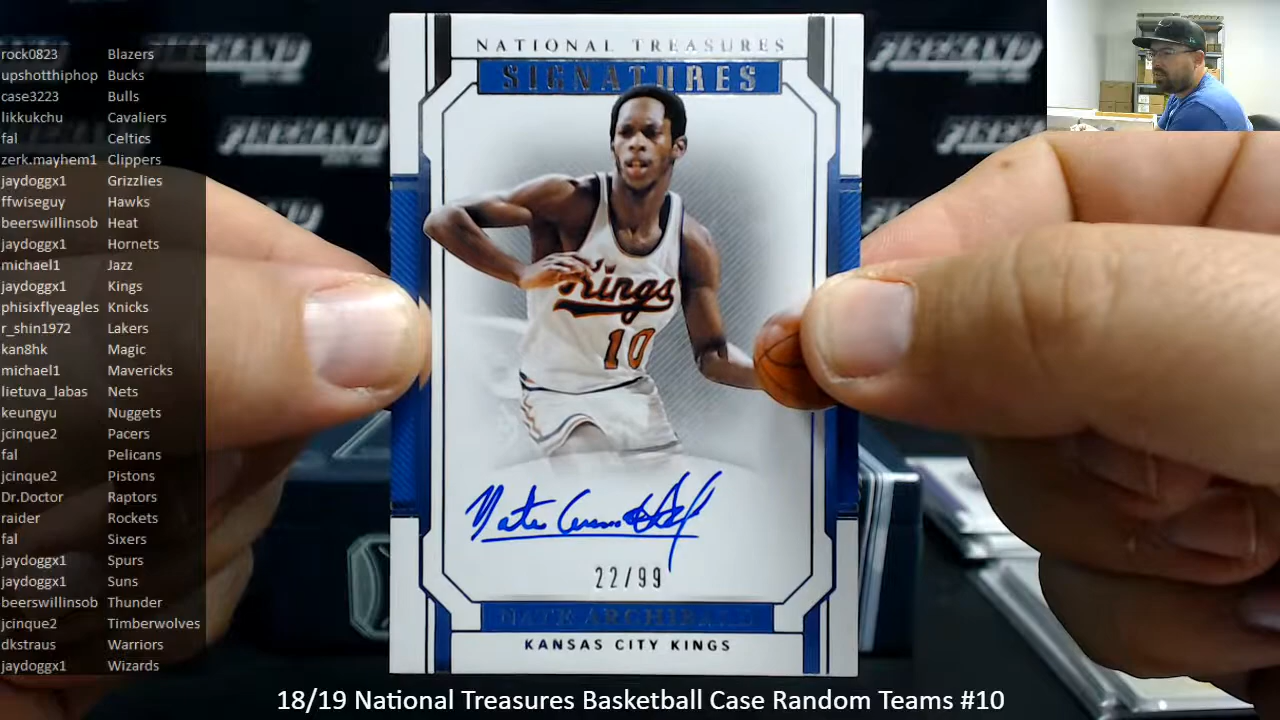 rock0823 Blazers
upshotthiphop Bucks
case3223 Bulls
likkukchu Cavaliers
fal Celtics
zerk.mayhem1 Clippers
jaydoggx1 Grizzlies
ffwiseguy Hawks
beerswillinsob Heat
jaydoggx1 Hornets
michael1 Jazz
jaydoggx1 Kings
phisixflyeagles Knicks
r_shin1972 Lakers
kan8hk Magic
michael1 Mavericks
lietuva_labas Nets
keungyu Nuggets
jcinque2 Pacers
fal Pelicans
jcinque2 Pistons
Dr.Doctor Raptors
raider Rockets
fal Sixers
jaydoggx1 Spurs
jaydoggx1 Suns
beerswillinsob Thunder
jcinque2 Timberwolves
dkstraus Warriors
jaydoggx1 Wizards
NATIONAL TREASURES
SIGNATURES
Kings
10
Nate Archibald
22/99
NATE ARCHIBALD
KANSAS CITY KINGS
18/19 National Treasures Basketball Case Random Teams #10